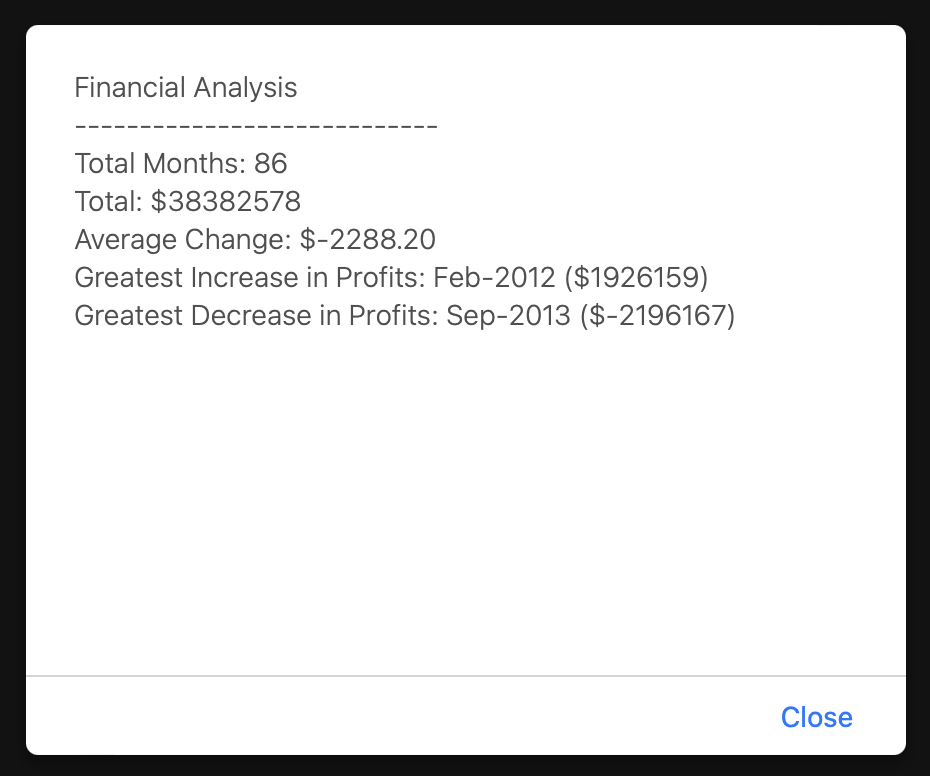 Financial Analysis
----------------------------
Total Months: 86
Total: $38382578
Average Change: $-2288.20
Greatest Increase in Profits: Feb-2012 ($1926159)
Greatest Decrease in Profits: Sep-2013 ($-2196167)
Close